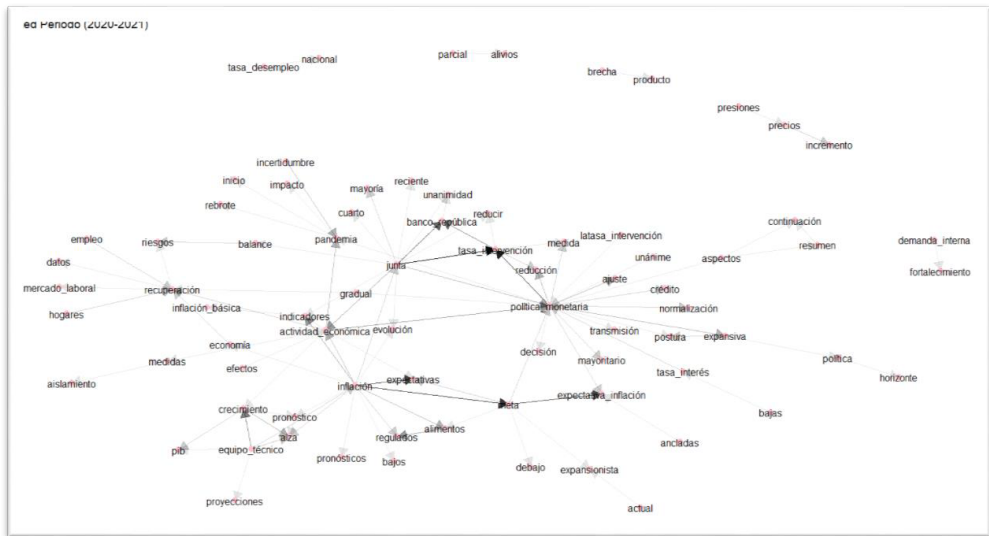 ed Periodo (2020-2021)
parcial alivios
nacional
tasa_desempleo
brecha
producto
presiones
precios
incremento
incertidumbre
inicio
impacto
mayoría
reciente
unanimidad
rebrote
cuarto
banco_república
reducir
continuación
empleo
riesgos
balance
pandemia
tasa_intervención
medida
latasa_intervención
resumen
demanda_interna
datos
junta
reducción
unánime
aspectos
fortalecimiento
mercado_laboral
recuperación
gradual
ajuste
crédito
hogares
inflación_básica
indicadores
política_monetaria
normalización
actividad_económica
evolución
transmisión
postura
expansiva
economía
decisión
mayoritario
política
medidas
efectos
tasa_interés
horizonte
aislamiento
inflación
expectativas
expectativa_inflación
meta
crecimiento
pronóstico
bajas
alza
regulados
alimentos
pib
equipo_técnico
pronósticos
bajos
ancladas
debajo
expansionista
proyecciones
actual